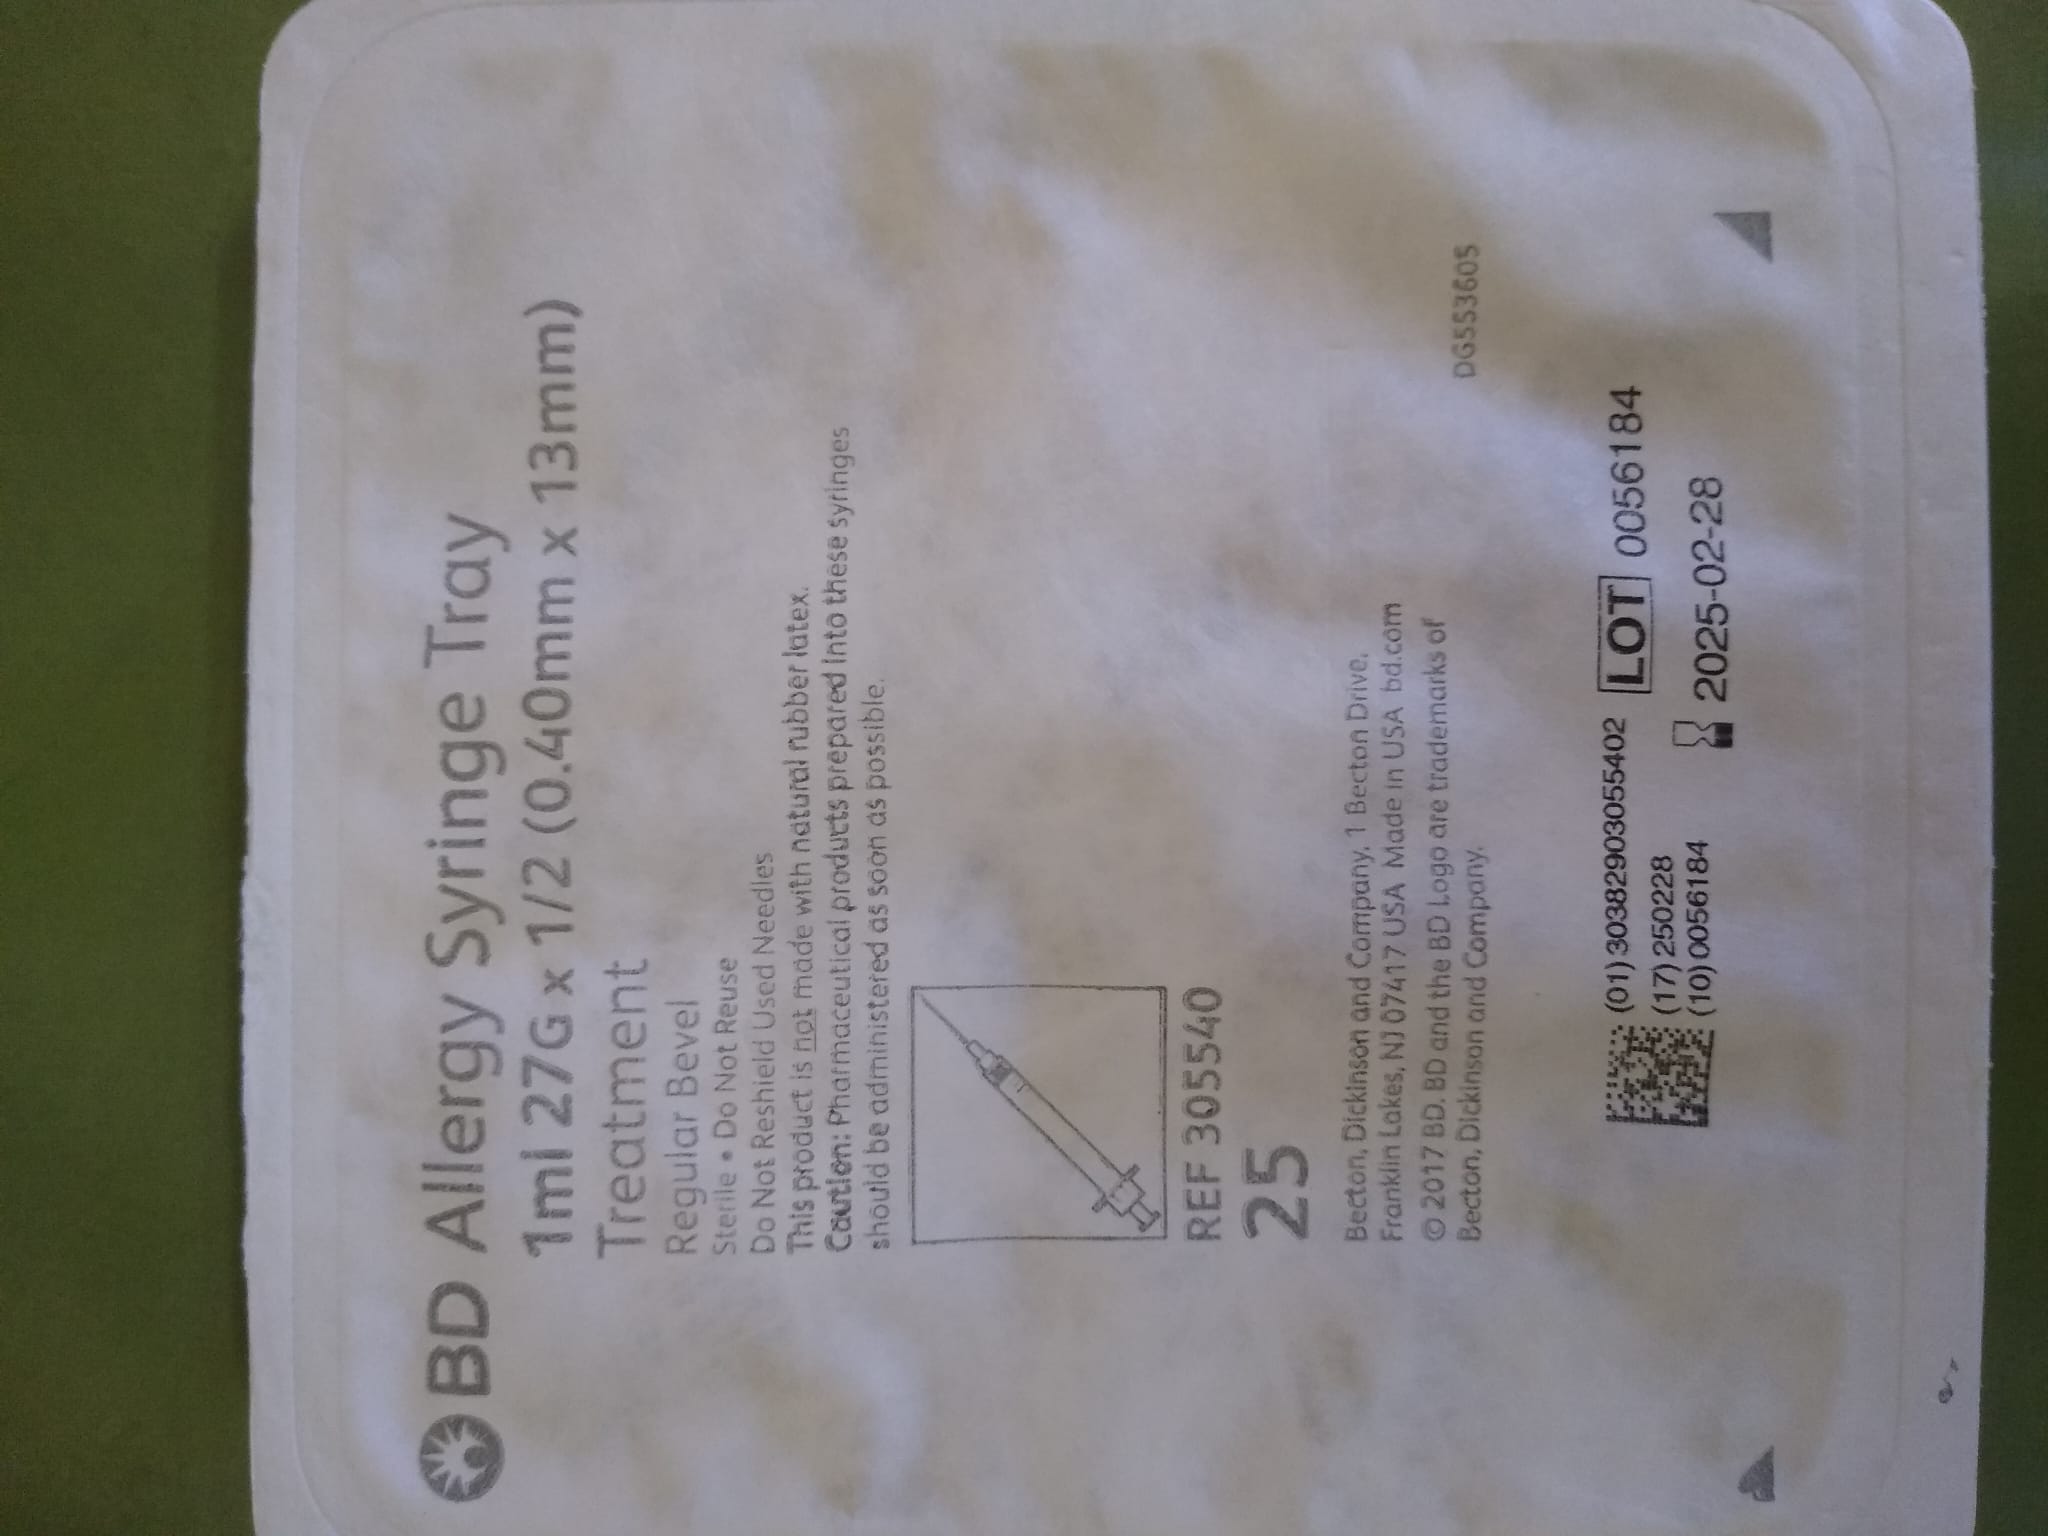 BD Allergy Syringe Tray
1ml 27G x 1/2 (0.40mm x 13mm)
Treatment
Regular Bevel
Sterile • Do Not Reuse
Do Not Reshield Used Needles
This product is not made with natural rubber latex.
Caution: Pharmaceutical products prepared into these syringes
should be administered as soon as possible.
REF 305540
25
Becton, Dickinson and Company, 1 Becton Drive,
Franklin Lakes, NJ 07417 USA Made in USA bd.com
© 2017 BD. BD and the BD Logo are trademarks of
Becton, Dickinson and Company.
DG553605
(01)30382903055402 LOT 0056184
(17)250228
(10)0056184
2025-02-28